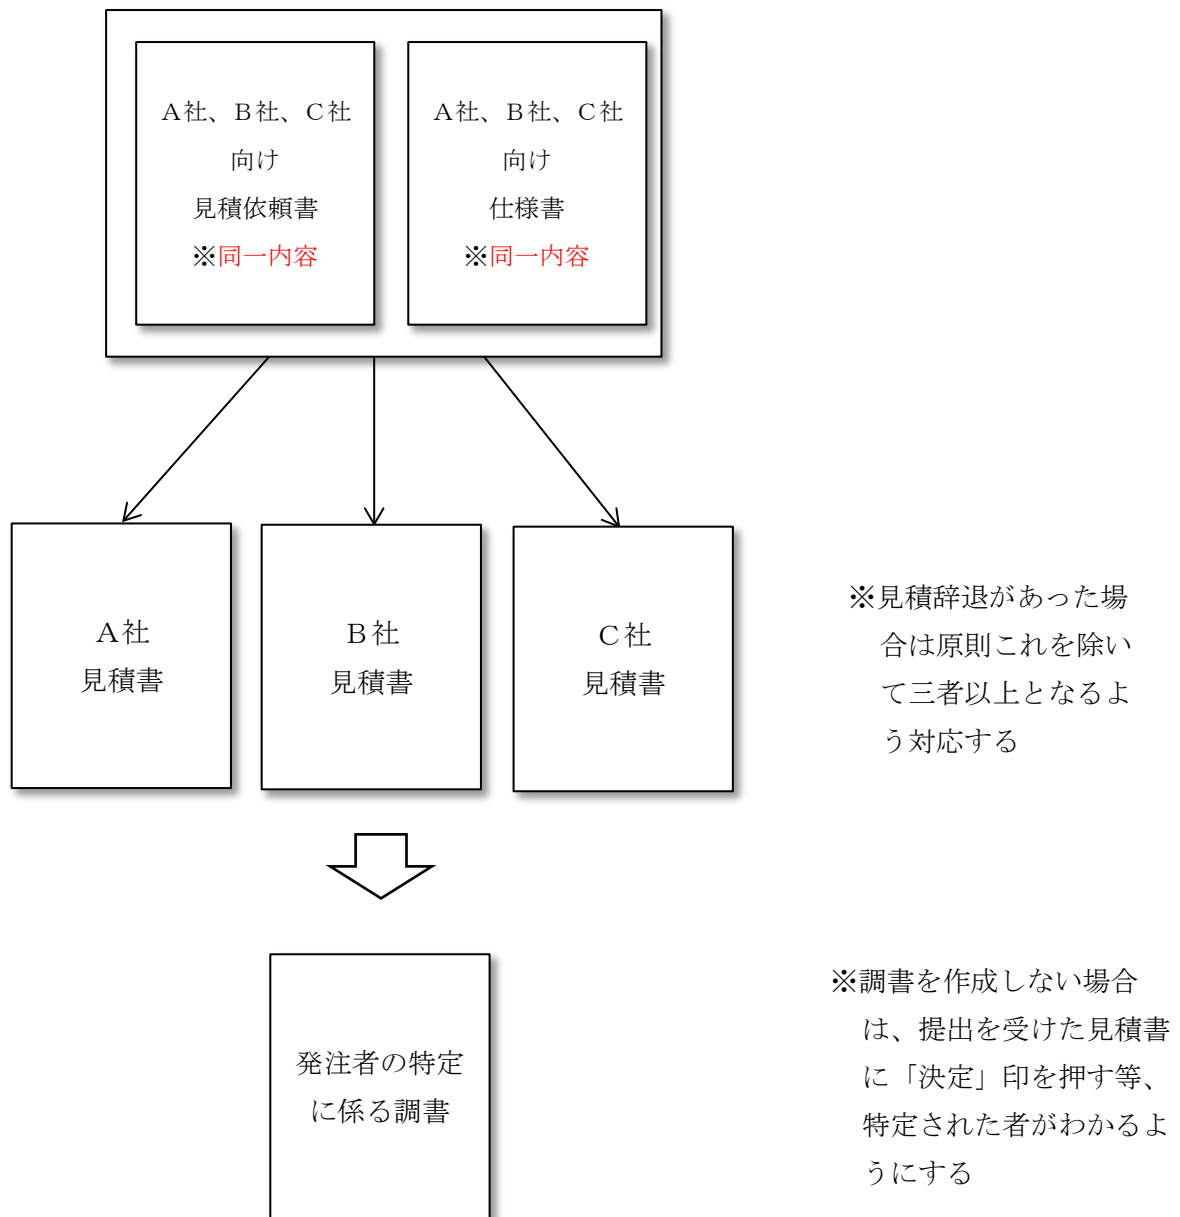 A社、B社、C社
向け
見積依頼書
※同一内容
A社、B社、C社
向け
仕様書
※同一内容
A社
見積書
B社
見積書
C社
見積書
※見積辞退があった場
合は原則これを除い
て三者以上となるよ
う対応する
発注者の特定
に係る調書
※調書を作成しない場合
は、提出を受けた見積書
に「決定」印を押す等、
特定された者がわかるよ
うにする